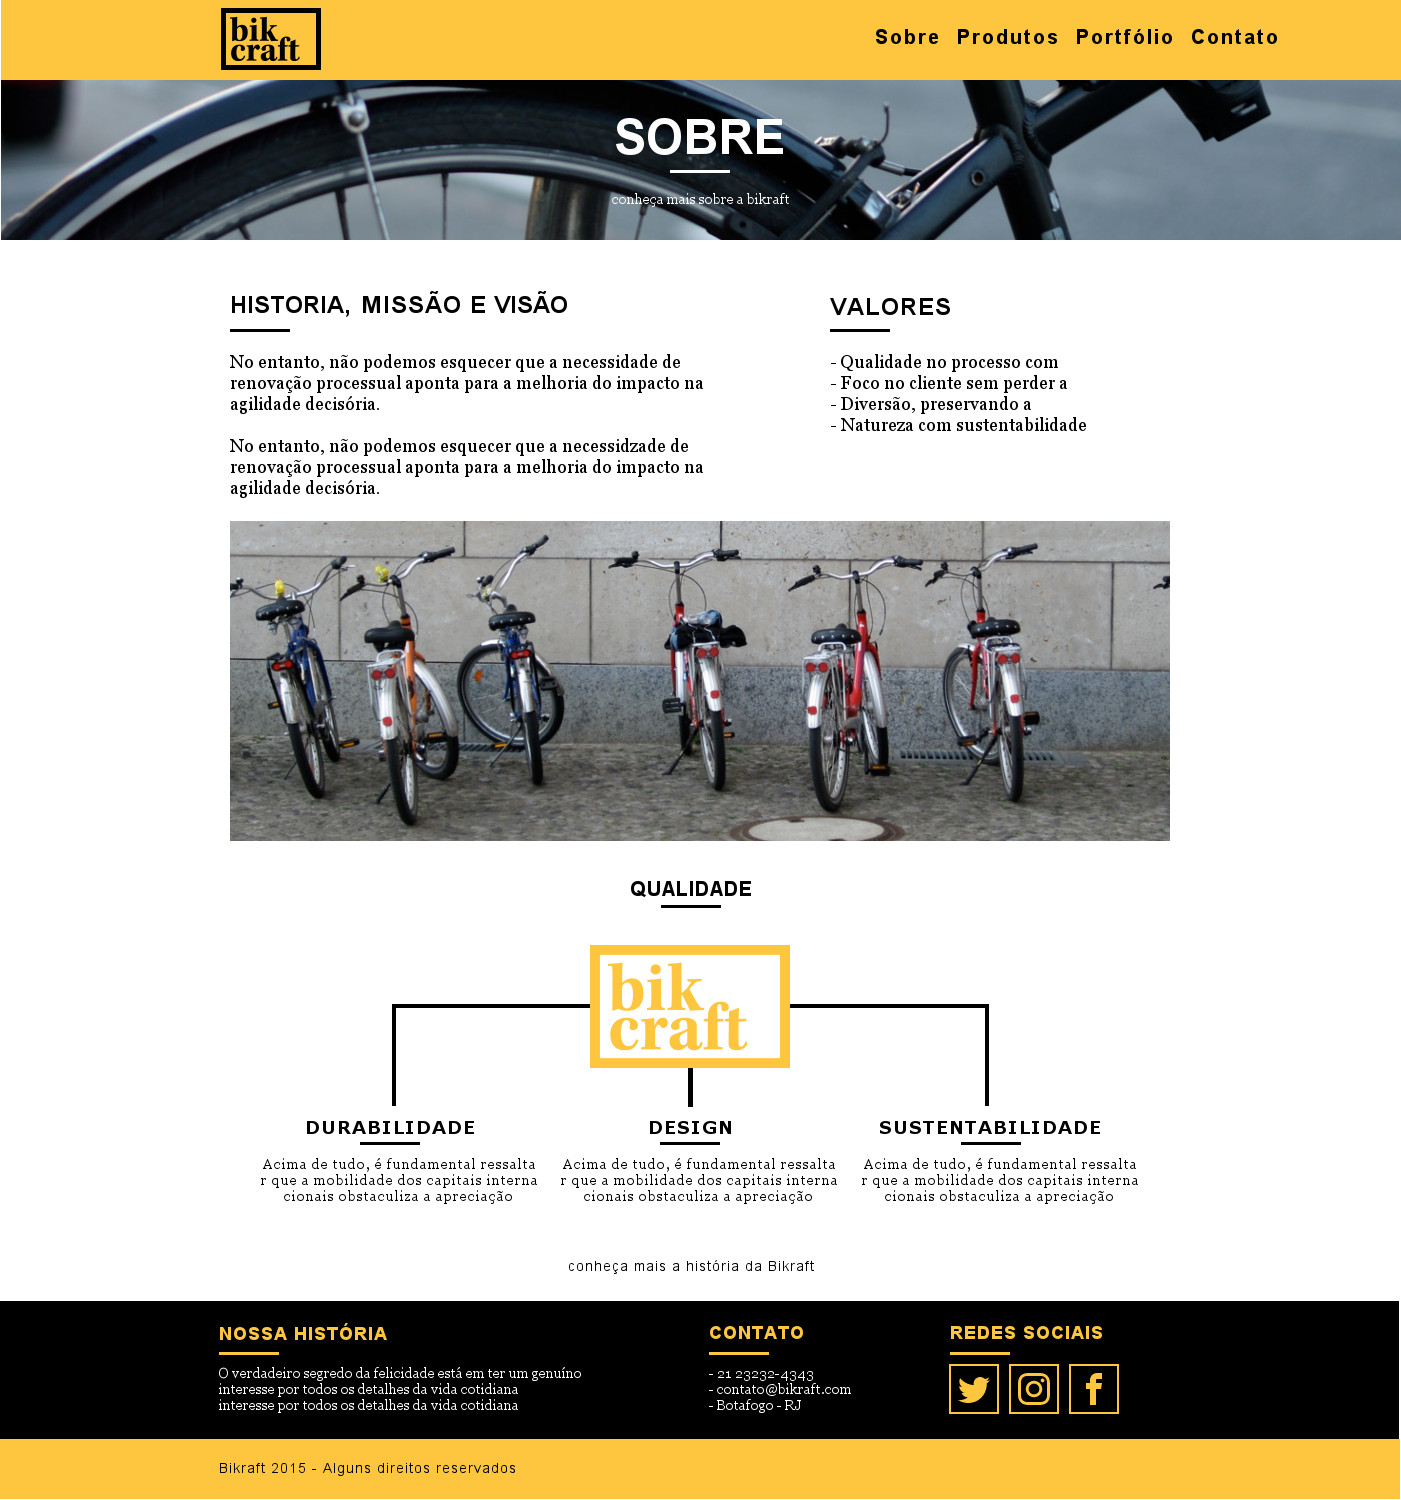 bik
craft
Sobre Produtos Portfólio Contato
SOBRE
conheça mais sobre a bikraft
HISTORIA, MISSÃO E VISÃO
No entanto, não podemos esquecer que a necessidade de
renovação processual aponta para a melhoria do impacto na
agilidade decisória.
No entanto, não podemos esquecer que a necessidzade de
renovação processual aponta para a melhoria do impacto na
agilidade decisória.
VALORES
- Qualidade no processo com
- Foco no cliente sem perder a
- Diversão, preservando a
- Natureza com sustentabilidade
QUALIDADE
bik
craft
DURABILIDADE
Acima de tudo, é fundamental ressalta
r que a mobilidade dos capitais interna
cionais obstaculiza a apreciação
DESIGN
Acima de tudo, é fundamental ressalta
r que a mobilidade dos capitais interna
cionais obstaculiza a apreciação
SUSTENTABILIDADE
Acima de tudo, é fundamental ressalta
r que a mobilidade dos capitais interna
cionais obstaculiza a apreciação
conheça mais a história da Bikraft
NOSSA HISTÓRIA
O verdadeiro segredo da felicidade está em ter um genuíno
interesse por todos os detalhes da vida cotidiana
interesse por todos os detalhes da vida cotidiana
CONTATO
- 21 23232-4343
- contato@bikraft.com
- Botafogo - RJ
REDES SOCIAIS
Bikraft 2015 - Alguns direitos reservados